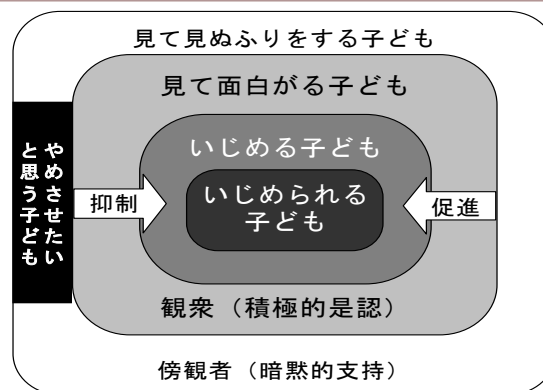 見て見ぬふりをする子ども
見て面白がる子ども
いじめる子ども
いじめられる
子ども
やめさせたい
と思う子ども
抑制
促進
観衆（積極的是認）
傍観者（暗黙的支持）